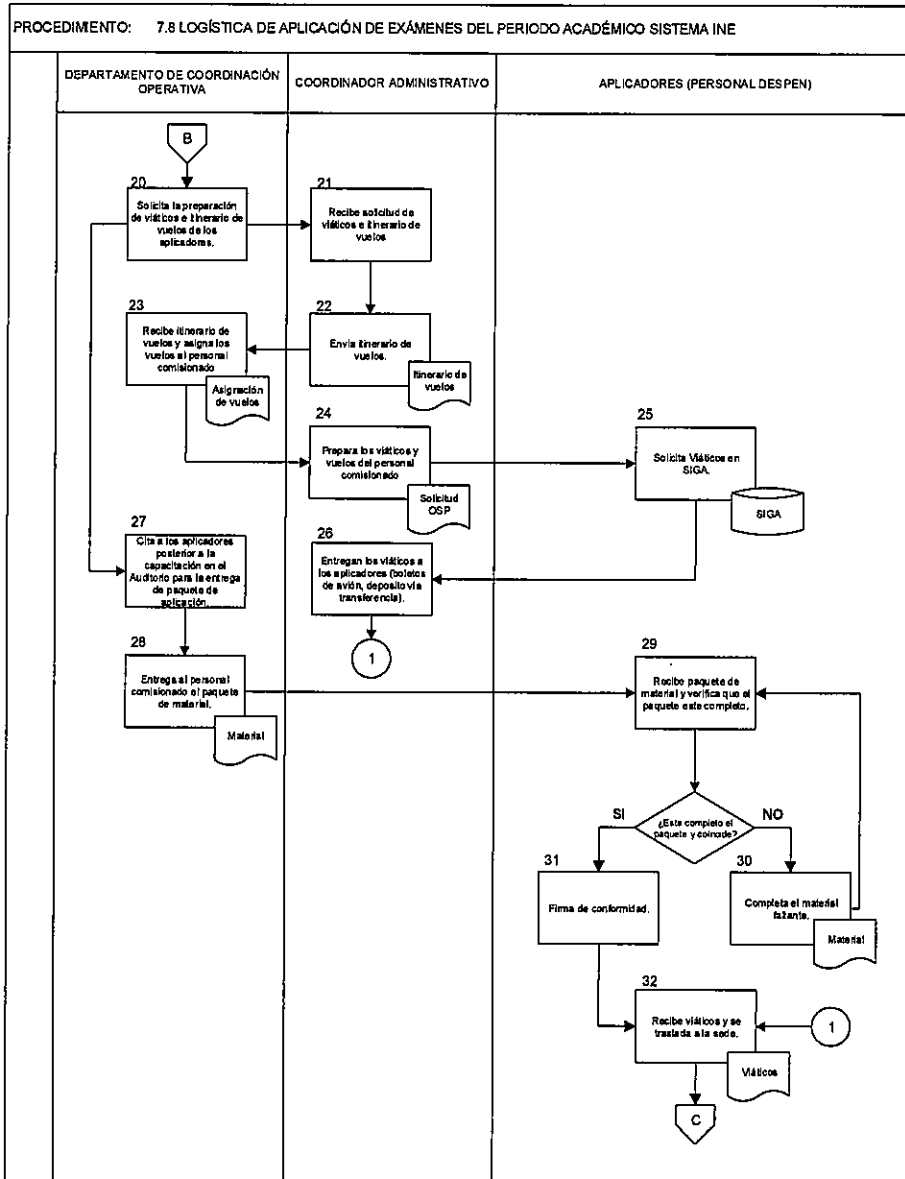 PROCEDIMIENTO: 7.8 LOGÍSTICA DE APLICACIÓN DE EXÁMENES DEL PERIODO ACADÉMICO SISTEMA INE
DEPARTAMENTO DE COORDINACIÓN
OPERATIVA
COORDINADOR ADMINISTRATIVO
APLICADORES (PERSONAL DESPEN)
B
20
Solicita la preparación
de viáticos e itinerario de
vuelos de los
aplicadores.
21
Recibe solicitud de
viáticos e itinerario de
vuelos
22
Envía itinerario de
vuelos.
Itinerario de
vuelos
23
Recibe itinerario de
vuelos y asigna los
vuelos al personal
comisionado
Asignación
de vuelos
24
Prepara los viáticos y
vuelos del personal
comisionado
Solicitud
OSP
25
Solicita Viáticos en
SIGA.
SIGA
26
Entregan los viáticos a
los aplicadores (boletos
de avión, deposito vía
transferencia).
1
27
Cita a los aplicadores
posterior a la
capacitación en el
Auditorio para la entrega
de paquete de
aplicación.
28
Entrega al personal
comisionado el paquete
de material.
Material
29
Recibe paquete de
material y verifica que el
paquete este completo.
¿Esta completo el
paquete y coincide?
SI
NO
31
Firma de conformidad.
30
Completa el material
faltante.
Material
32
Recibe viáticos y se
traslada a la sede.
Viáticos
1
C